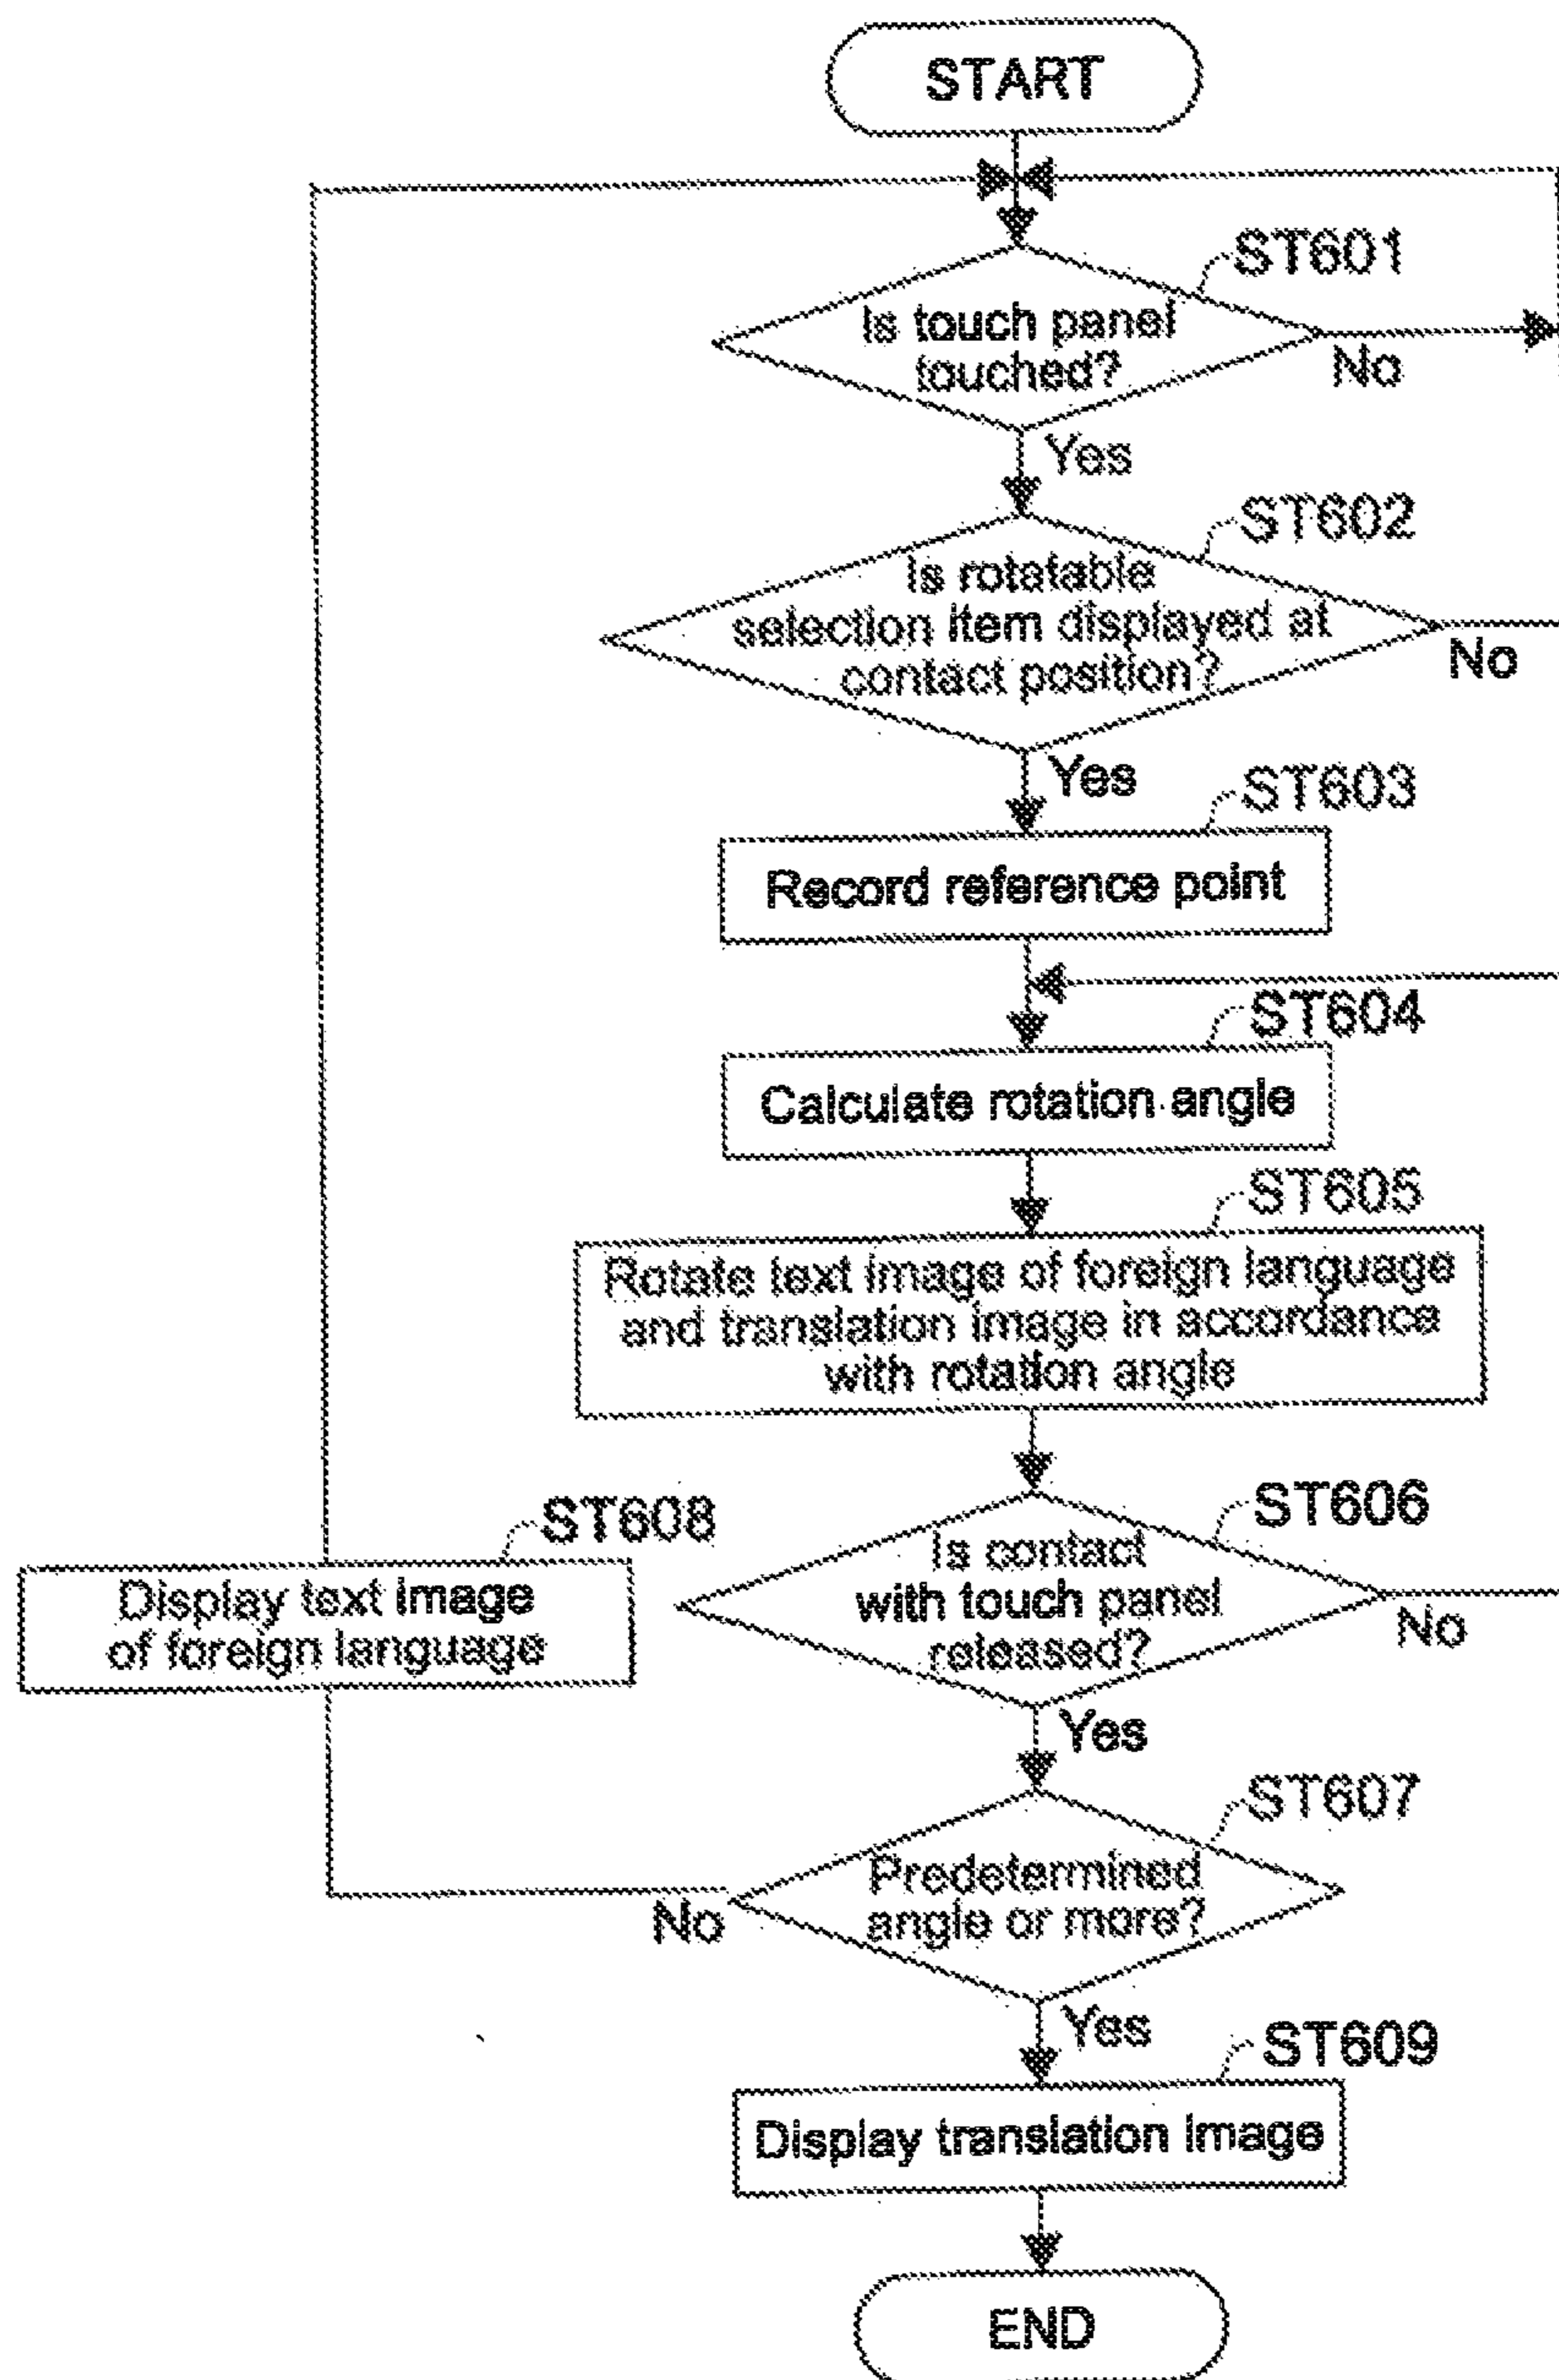 START
ST601
Is touch panel
touched?
No
Yes
ST602
Is rotatable
selection item displayed at
contact position?
No
Yes
ST603
Record reference point
ST604
Calculate rotation angle
ST605
Rotate text image of foreign language
and translation image in accordance
with rotation angle
ST608
Display text image
of foreign language
ST606
Is contact
with touch panel
released?
No
Yes
ST607
Predetermined
angle or more?
No
Yes
ST609
Display translation image
END